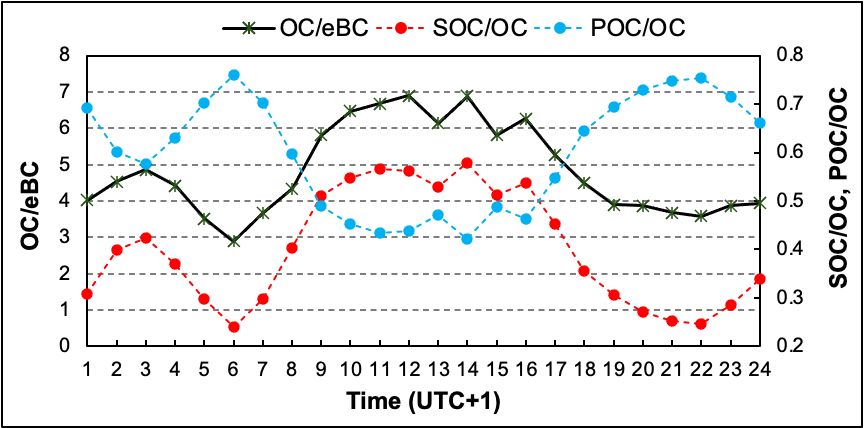 OC/eBC SOC/OC POC/OC
8 0.8
7 0.7
6
5 0.6
4 0.5
3 0.4
2
1 0.3
0 0.2
OC/eBC
SOC/OC, POC/OC
1 2 3 4 5 6 7 8 9 10 11 12 13 14 15 16 17 18 19 20 21 22 23 24
Time (UTC+1)